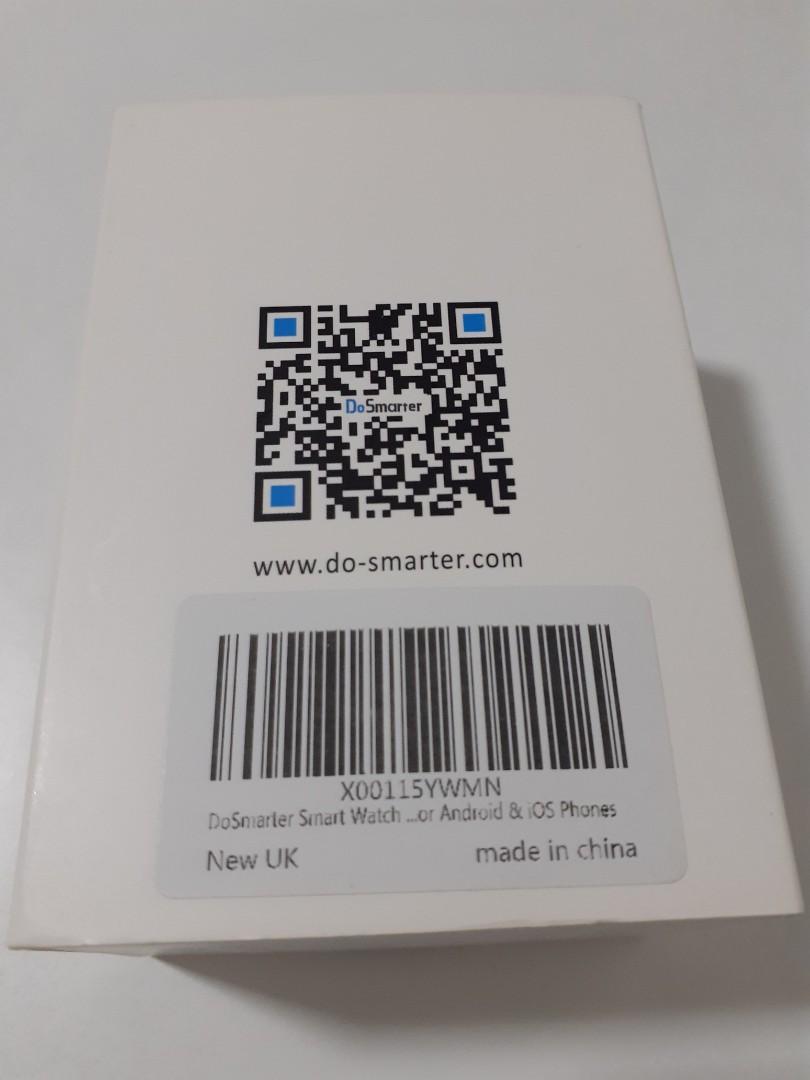 DoSmarter
www.do-smarter.com
X00115YWMN
DoSmarter Smart Watch ...or Android & iOS Phones
New UK
made in china